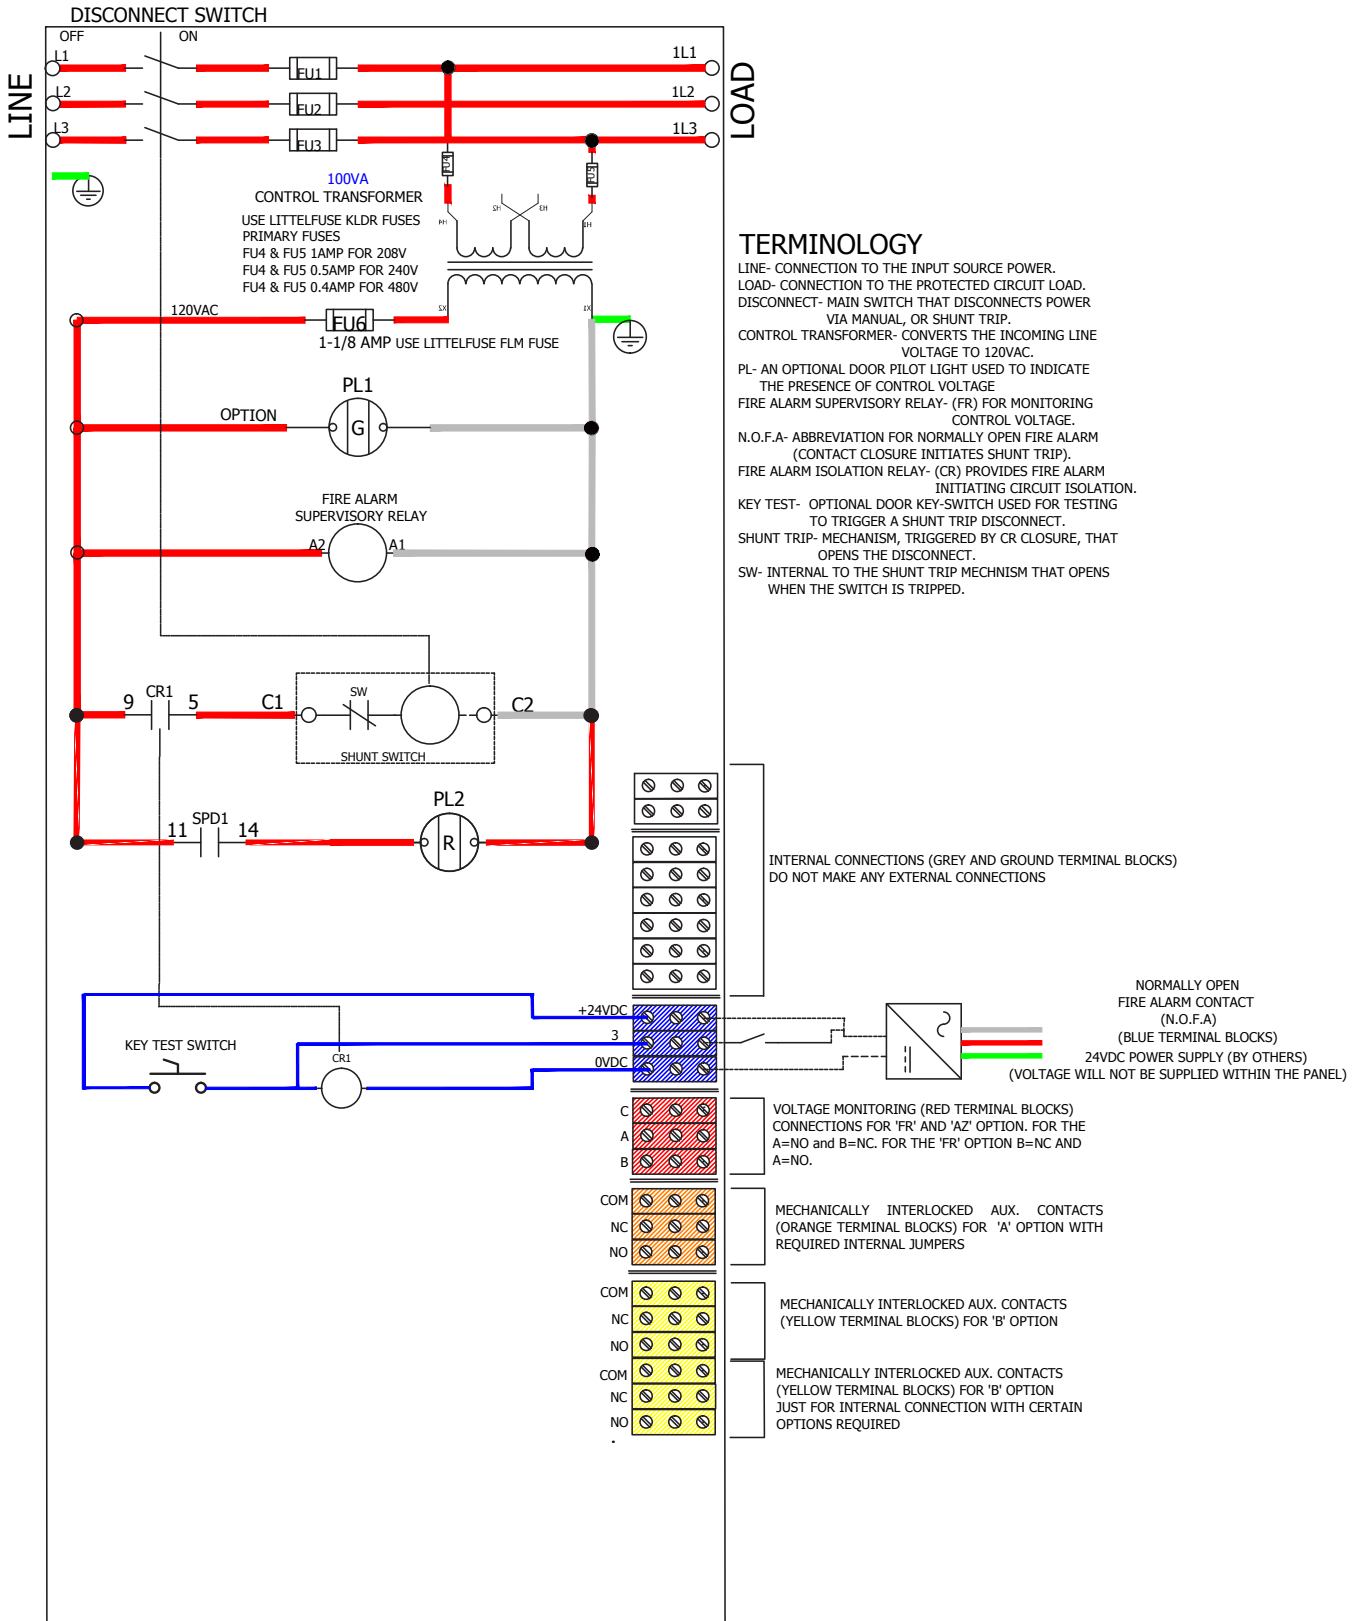 DISCONNECT SWITCH
OFF
ON
LINE
L1
L2
L3
FU1
FU2
FU3
1L1
1L2
1L3
LOAD
FU4
FU5
100VA
CONTROL TRANSFORMER
USE LITTELFUSE KLDR FUSES
PRIMARY FUSES
FU4 & FU5 1AMP FOR 208V
FU4 & FU5 0.5AMP FOR 240V
FU4 & FU5 0.4AMP FOR 480V
H4
H2
H3
H1
X2
X1
120VAC
FU6
1-1/8 AMP USE LITTELFUSE FLM FUSE
PL1
OPTION
G
FIRE ALARM
SUPERVISORY RELAY
A2
A1
9
CR1
5
C1
SW
C2
SHUNT SWITCH
11
SPD1
14
PL2
R
TERMINOLOGY
LINE- CONNECTION TO THE INPUT SOURCE POWER.
LOAD- CONNECTION TO THE PROTECTED CIRCUIT LOAD.
DISCONNECT- MAIN SWITCH THAT DISCONNECTS POWER
VIA MANUAL, OR SHUNT TRIP.
CONTROL TRANSFORMER- CONVERTS THE INCOMING LINE
VOLTAGE TO 120VAC.
PL- AN OPTIONAL DOOR PILOT LIGHT USED TO INDICATE
THE PRESENCE OF CONTROL VOLTAGE
FIRE ALARM SUPERVISORY RELAY- (FR) FOR MONITORING
CONTROL VOLTAGE.
N.O.F.A- ABBREVIATION FOR NORMALLY OPEN FIRE ALARM
(CONTACT CLOSURE INITIATES SHUNT TRIP).
FIRE ALARM ISOLATION RELAY- (CR) PROVIDES FIRE ALARM
INITIATING CIRCUIT ISOLATION.
KEY TEST- OPTIONAL DOOR KEY-SWITCH USED FOR TESTING
TO TRIGGER A SHUNT TRIP DISCONNECT.
SHUNT TRIP- MECHANISM, TRIGGERED BY CR CLOSURE, THAT
OPENS THE DISCONNECT.
SW- INTERNAL TO THE SHUNT TRIP MECHNISM THAT OPENS
WHEN THE SWITCH IS TRIPPED.
INTERNAL CONNECTIONS (GREY AND GROUND TERMINAL BLOCKS)
DO NOT MAKE ANY EXTERNAL CONNECTIONS
KEY TEST SWITCH
CR1
+24VDC
3
0VDC
NORMALLY OPEN
FIRE ALARM CONTACT
(N.O.F.A)
(BLUE TERMINAL BLOCKS)
24VDC POWER SUPPLY (BY OTHERS)
(VOLTAGE WILL NOT BE SUPPLIED WITHIN THE PANEL)
C
A
B
VOLTAGE MONITORING (RED TERMINAL BLOCKS)
CONNECTIONS FOR 'FR' AND 'AZ' OPTION. FOR THE
A=NO and B=NC. FOR THE 'FR' OPTION B=NC AND
A=NO.
COM
NC
NO
MECHANICALLY INTERLOCKED AUX. CONTACTS
(ORANGE TERMINAL BLOCKS) FOR 'A' OPTION WITH
REQUIRED INTERNAL JUMPERS
COM
NC
NO
MECHANICALLY INTERLOCKED AUX. CONTACTS
(YELLOW TERMINAL BLOCKS) FOR 'B' OPTION
COM
NC
NO
MECHANICALLY INTERLOCKED AUX. CONTACTS
(YELLOW TERMINAL BLOCKS) FOR 'B' OPTION
JUST FOR INTERNAL CONNECTION WITH CERTAIN
OPTIONS REQUIRED